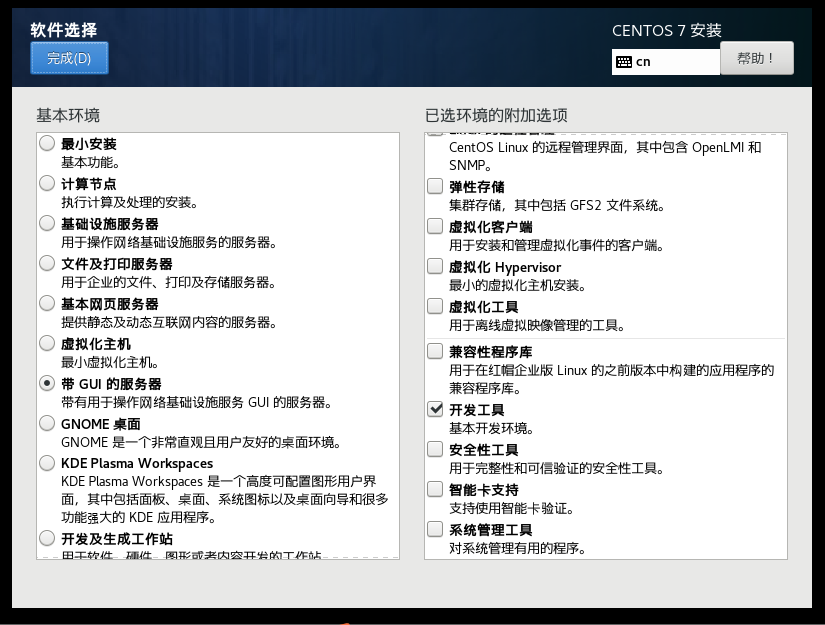 软件选择
CENTOS 7 安装
完成(D)
cn
帮助！
基本环境
已选环境的附加选项
最小安装
基本功能。
计算节点
执行计算及处理的安装。
基础设施服务器
用于操作网络基础设施服务的服务器。
文件及打印服务器
用于企业的文件、打印及存储服务器。
基本网页服务器
提供静态及动态互联网内容的服务器。
虚拟化主机
最小虚拟化主机。
带 GUI 的服务器
带有用于操作网络基础设施服务 GUI 的服务器。
GNOME 桌面
GNOME 是一个非常直观且用户友好的桌面环境。
KDE Plasma Workspaces
KDE Plasma Workspaces 是一个高度可配置图形用户界
面，其中包括面板、桌面、系统图标以及桌面向导和很多
功能强大的 KDE 应用程序。
开发及生成工作站
用于软件、硬件、图形或者内容开发的工作站
CentOS Linux 的远程管理界面，其中包含 OpenLMI 和
SNMP。
弹性存储
集群存储，其中包括 GFS2 文件系统。
虚拟化客户端
用于安装和管理虚拟化事件的客户端。
虚拟化 Hypervisor
最小的虚拟化主机安装。
虚拟化工具
用于离线虚拟映像管理的工具。
兼容性程序库
用于在红帽企业版 Linux 的之前版本中构建的应用程序的
兼容程序库。
开发工具
基本开发环境。
安全性工具
用于完整性和可信验证的安全性工具。
智能卡支持
支持使用智能卡验证。
系统管理工具
对系统管理有用的程序。